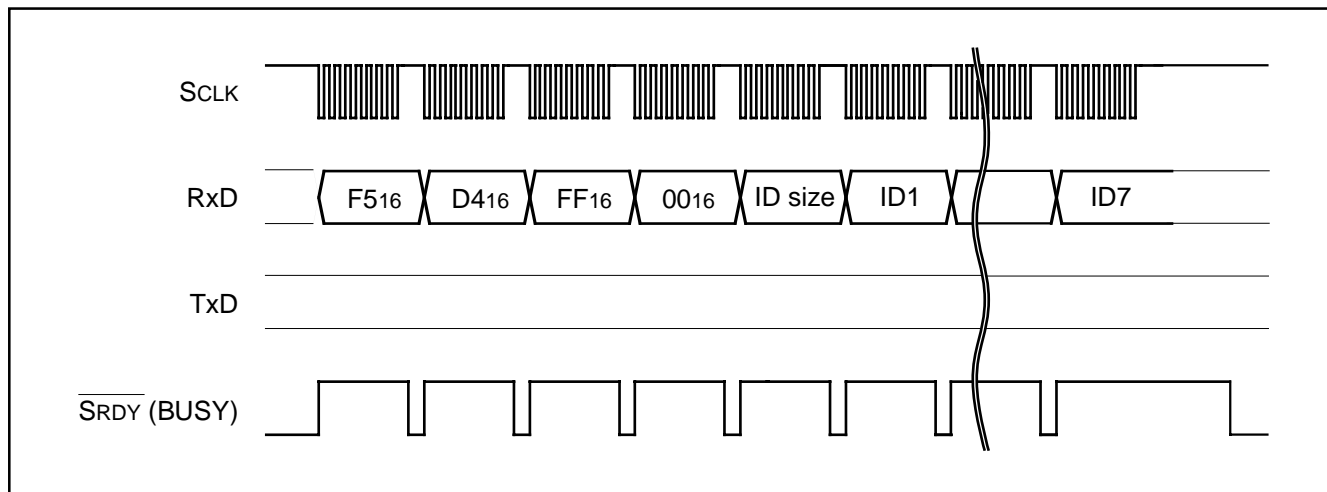 SCLK
RxD F516 D416 FF16 0016 ID size ID1 ID7
TxD
SRDY (BUSY)